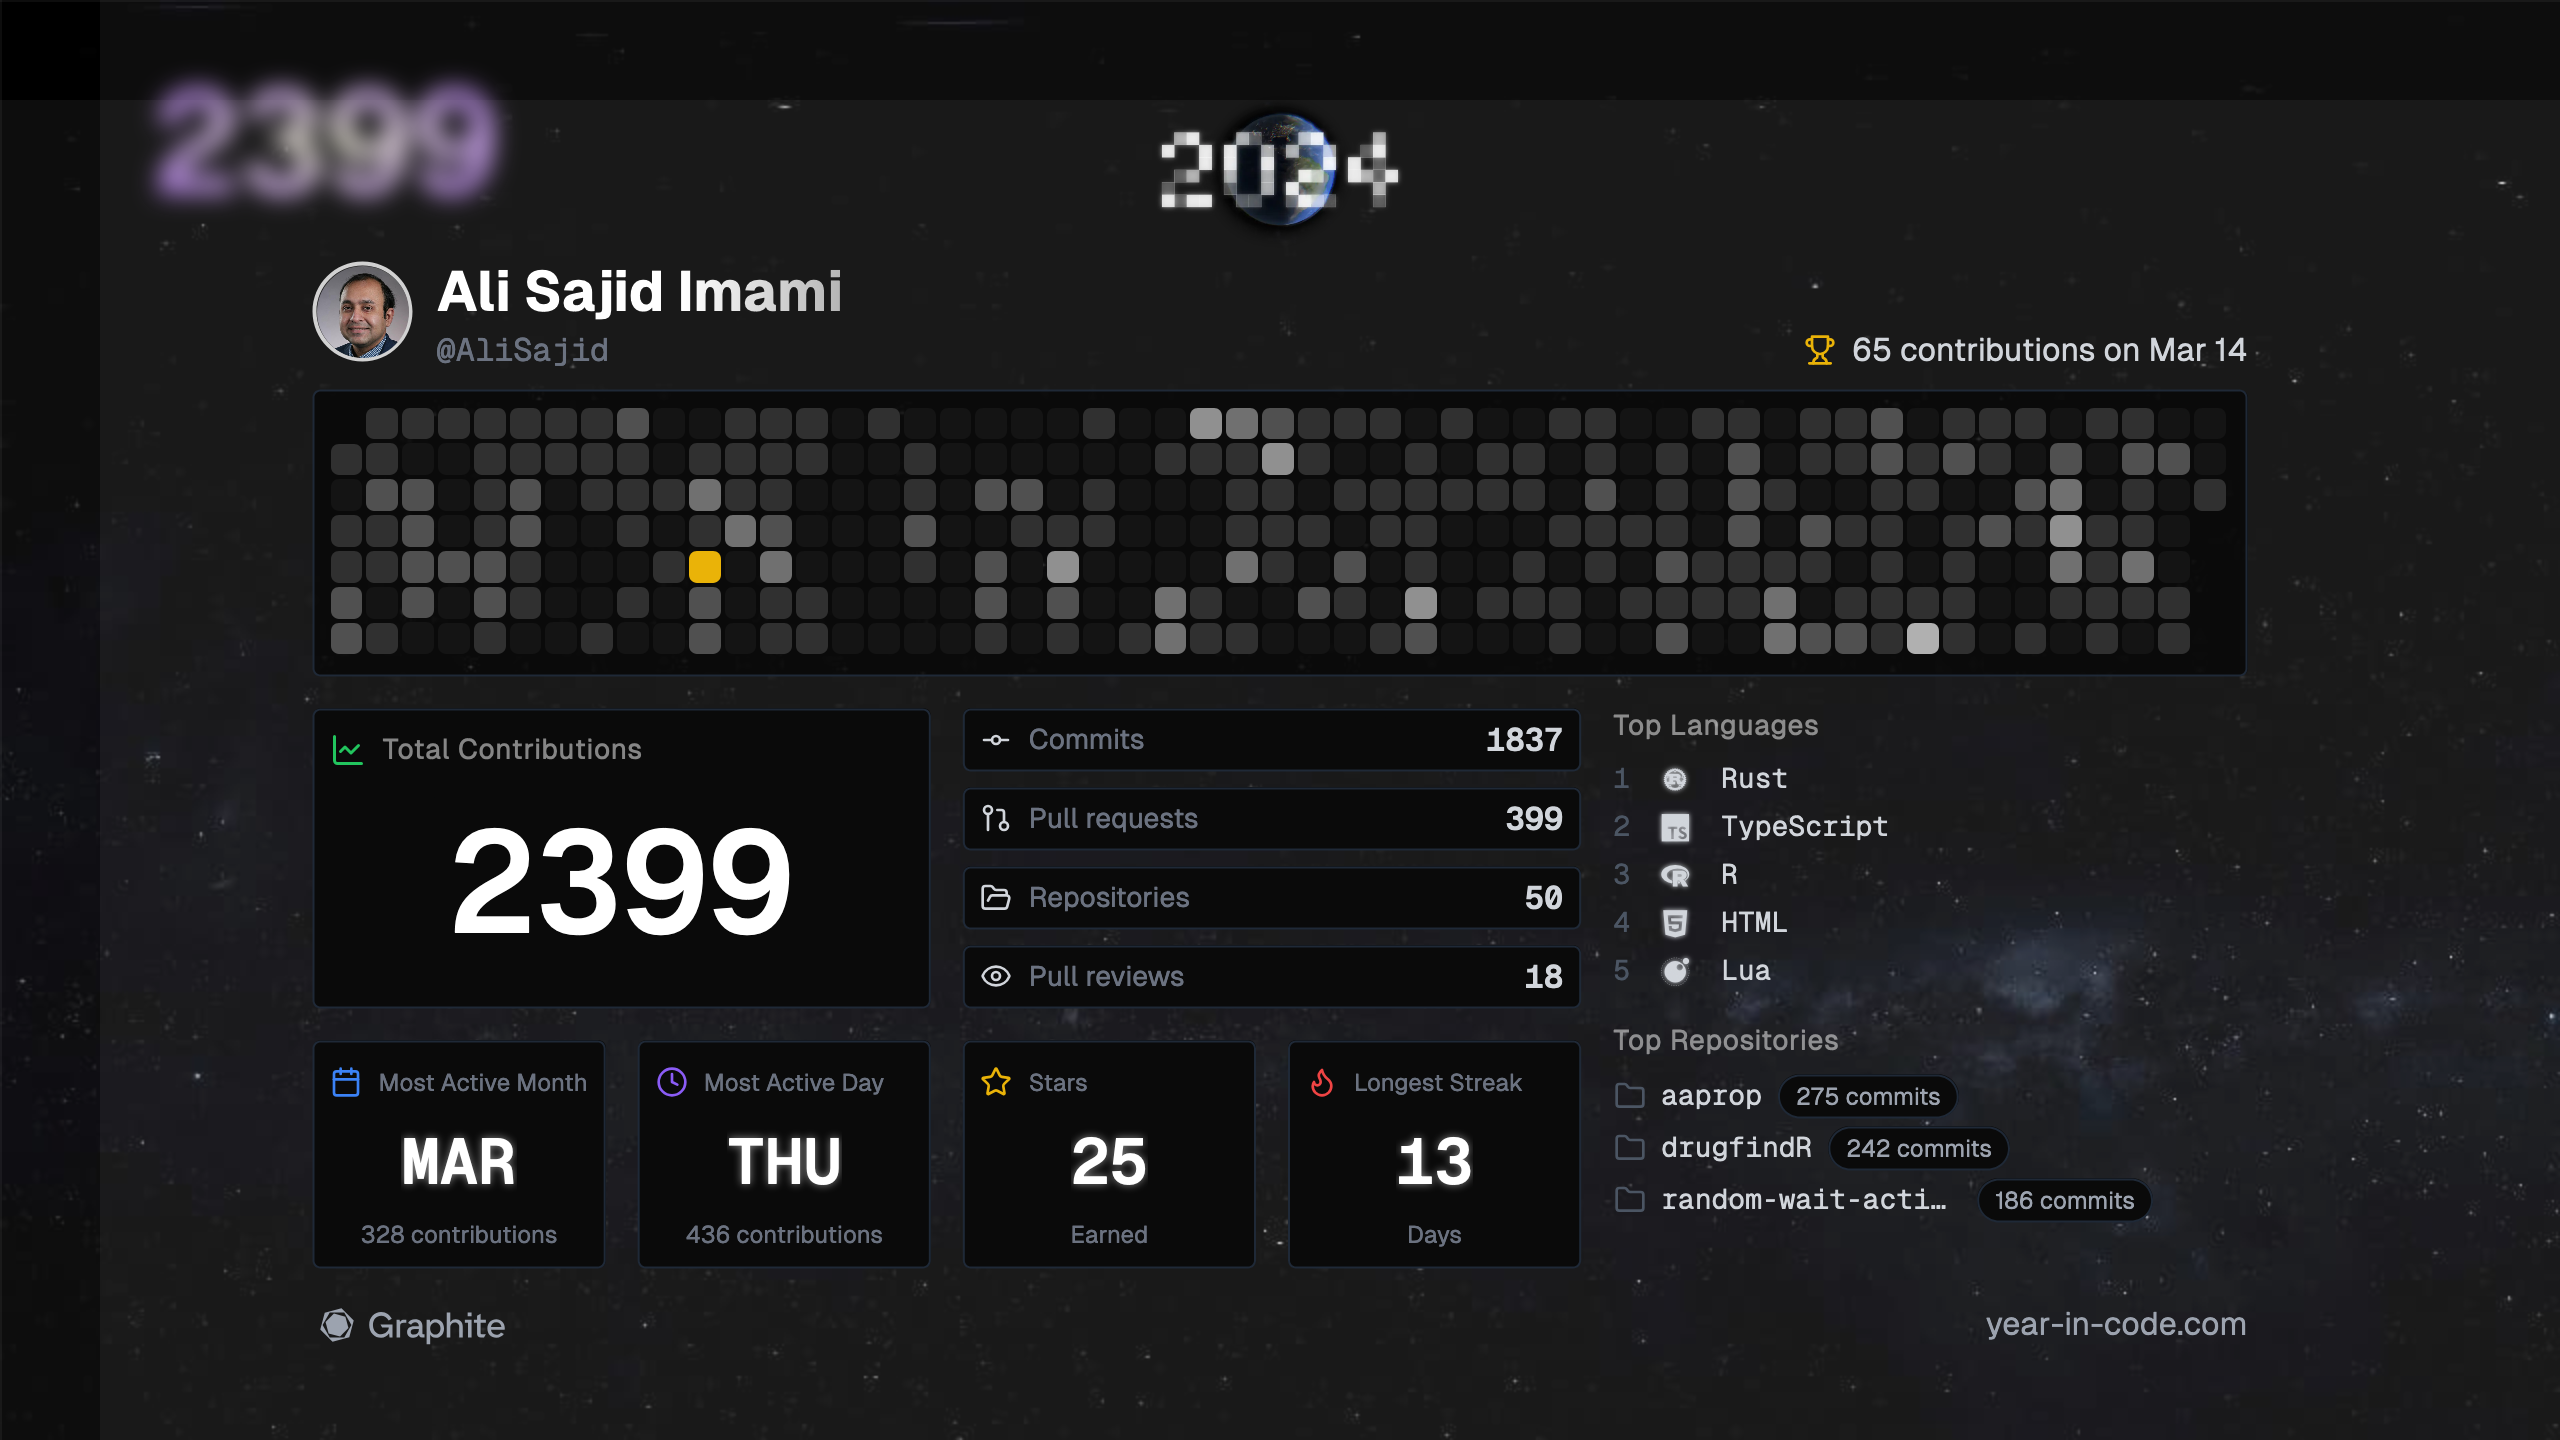 2399
2024
Ali Sajid Imami
@AliSajid
65 contributions on Mar 14
Total Contributions
2399
Commits 1837
Pull requests 399
Repositories 50
Pull reviews 18
Most Active Month
MAR
328 contributions
Most Active Day
THU
436 contributions
Stars
25
Earned
Longest Streak
13
Days
Top Languages
1 Rust
2 TS TypeScript
3 R R
4 5 HTML
5 Lua
Top Repositories
aaprop 275 commits
drugfindR 242 commits
random-wait-acti… 186 commits
Graphite
year-in-code.com